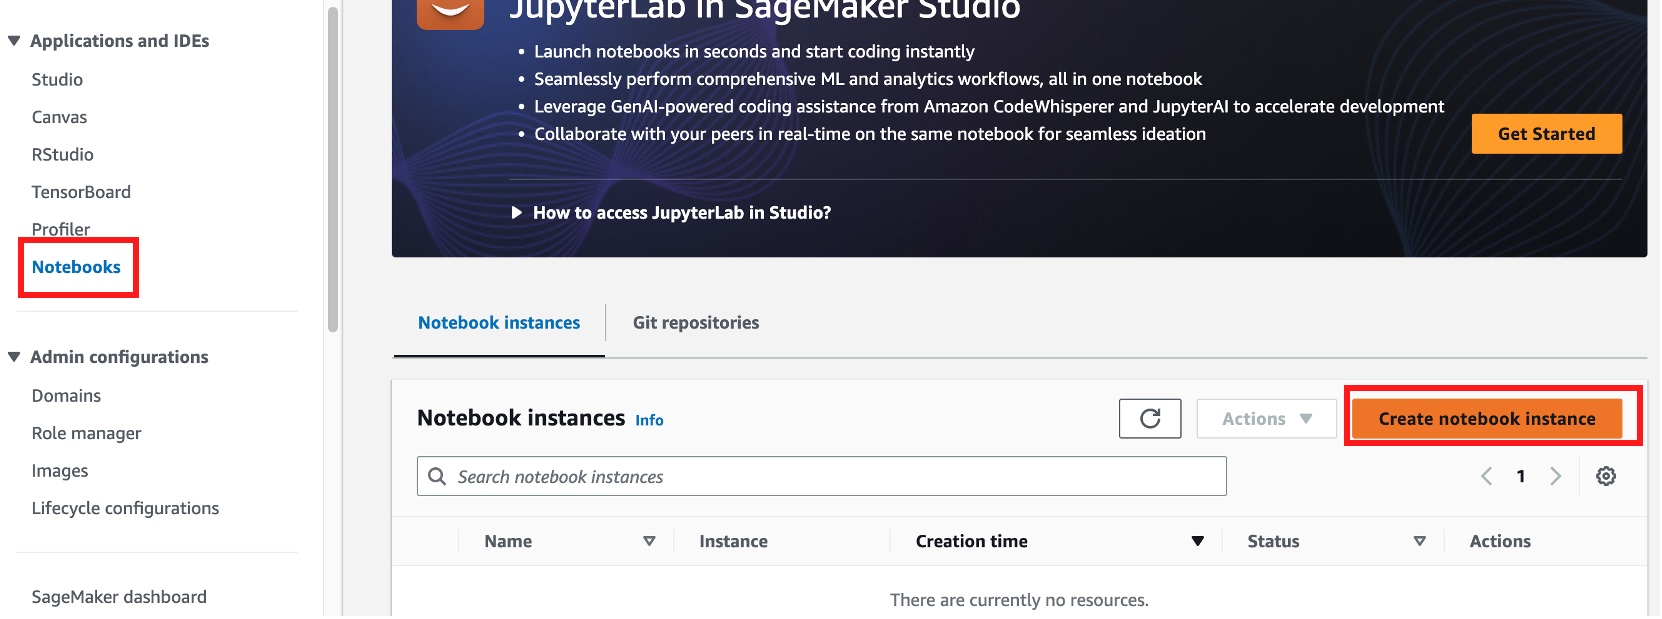 Applications and IDEs
Studio
Canvas
RStudio
TensorBoard
Profiler
Notebooks
Admin configurations
Domains
Role manager
Images
Lifecycle configurations
SageMaker dashboard
JupyterLab in SageMaker Studio
• Launch notebooks in seconds and start coding instantly
• Seamlessly perform comprehensive ML and analytics workflows, all in one notebook
• Leverage GenAI-powered coding assistance from Amazon CodeWhisperer and JupyterAI to accelerate development
• Collaborate with your peers in real-time on the same notebook for seamless ideation
Get Started
How to access JupyterLab in Studio?
Notebook instances Git repositories
Notebook instances Info Actions Create notebook instance
Search notebook instances 1
Name Instance Creation time Status Actions
There are currently no resources.